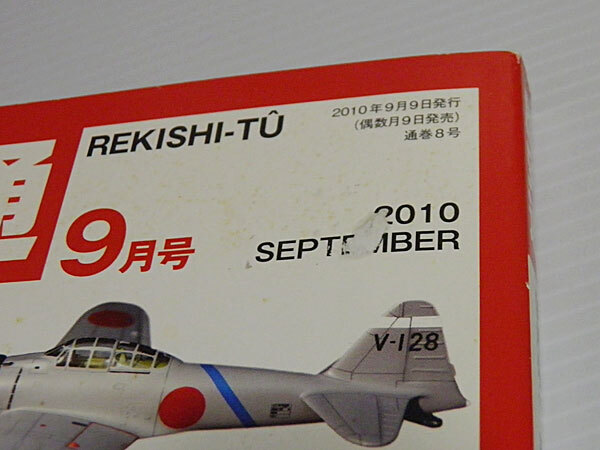 通
REKISHI-TÛ
2010年9月9日発行
(偶数月9日発売)
通巻8号
9月号
2010
SEPTEMBER
V-128